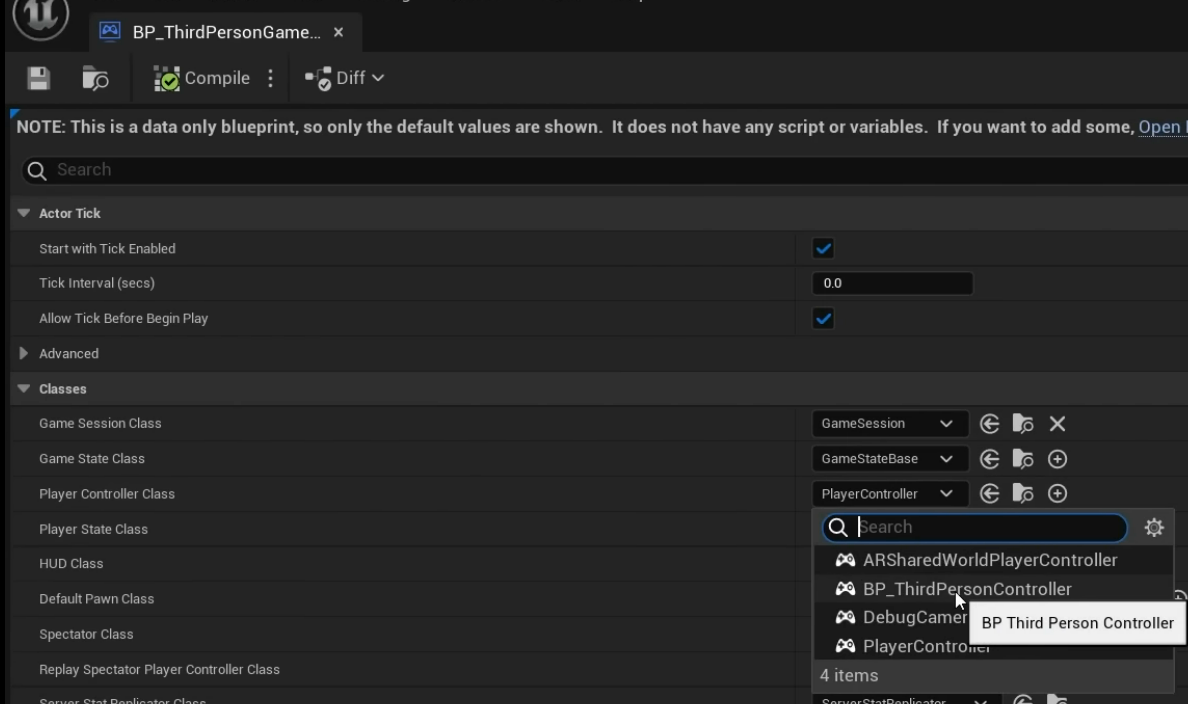 BP_ThirdPersonGame...
Compile
Diff
NOTE: This is a data only blueprint, so only the default values are shown. It does not have any script or variables. If you want to add some, Open
Search
Actor Tick
Start with Tick Enabled
Tick Interval (secs)
0.0
Allow Tick Before Begin Play
Advanced
Classes
Game Session Class
GameSession
Game State Class
GameStateBase
Player Controller Class
PlayerController
Player State Class
Search
HUD Class
ARSharedWorldPlayerController
Default Pawn Class
BP_ThirdPersonController
Spectator Class
DebugCamer
BP Third Person Controller
Replay Spectator Player Controller Class
PlayerController
4 items
Server Stat Replicator Class
ServerStatReplicator